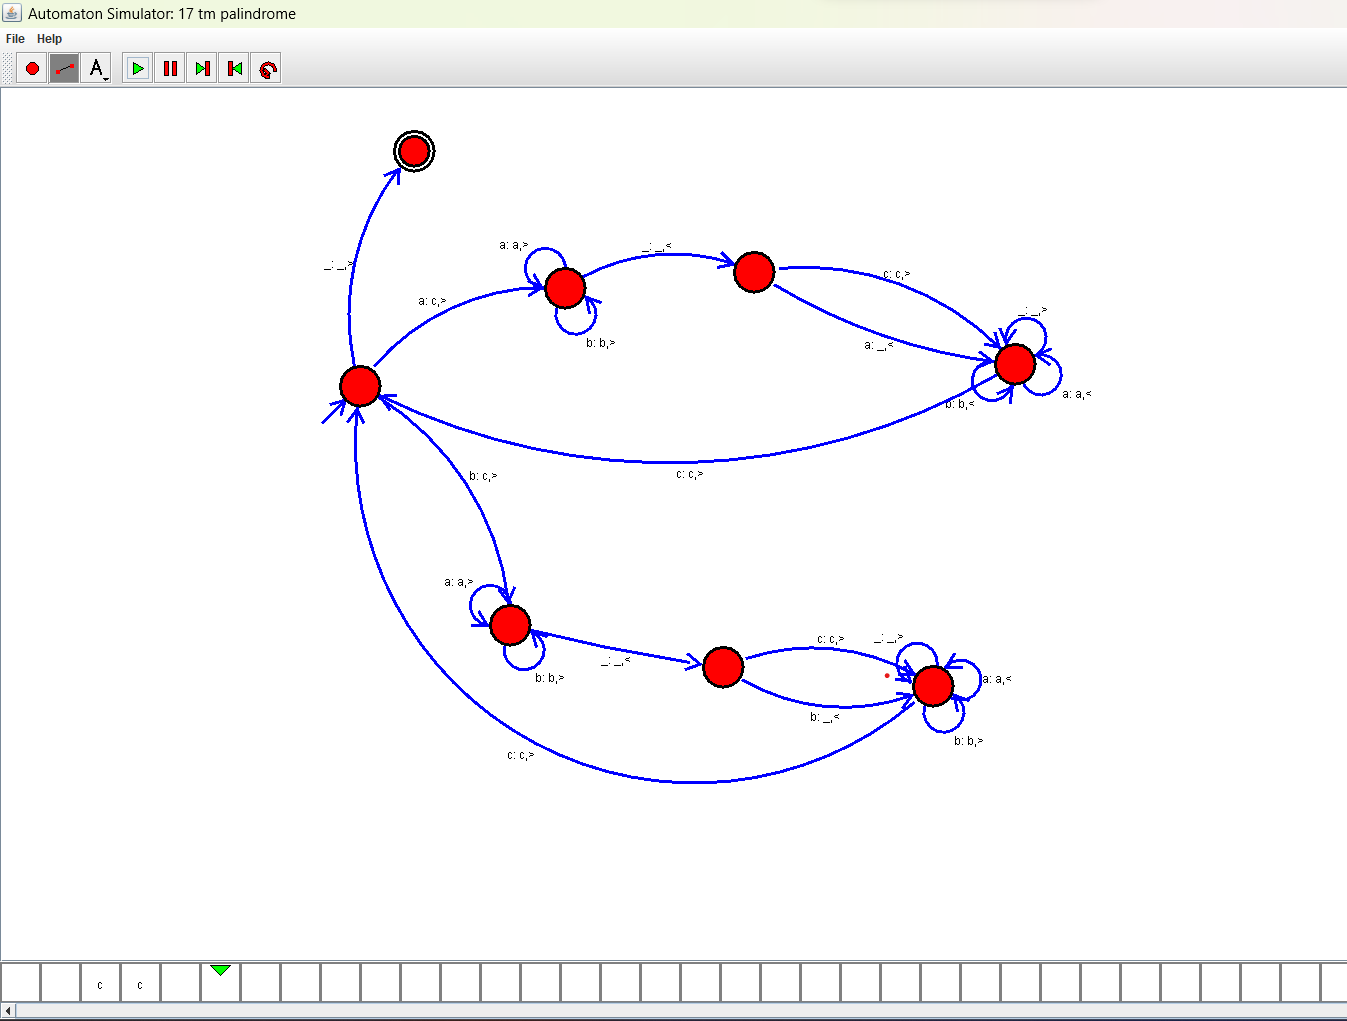 Automaton Simulator: 17 tm palindrome
File Help
A
_: _,>
a: a,>
_: _,<
c: c,>
a: c,>
_: _,>
b: b,>
a: _,<
a: a,<
b: b,<
c: c,>
b: c,>
a: a,>
_: _,<
b: b,>
c: c,>
_: _,>
a: a,<
b: _,<
b: b,>
c: c,>
c c